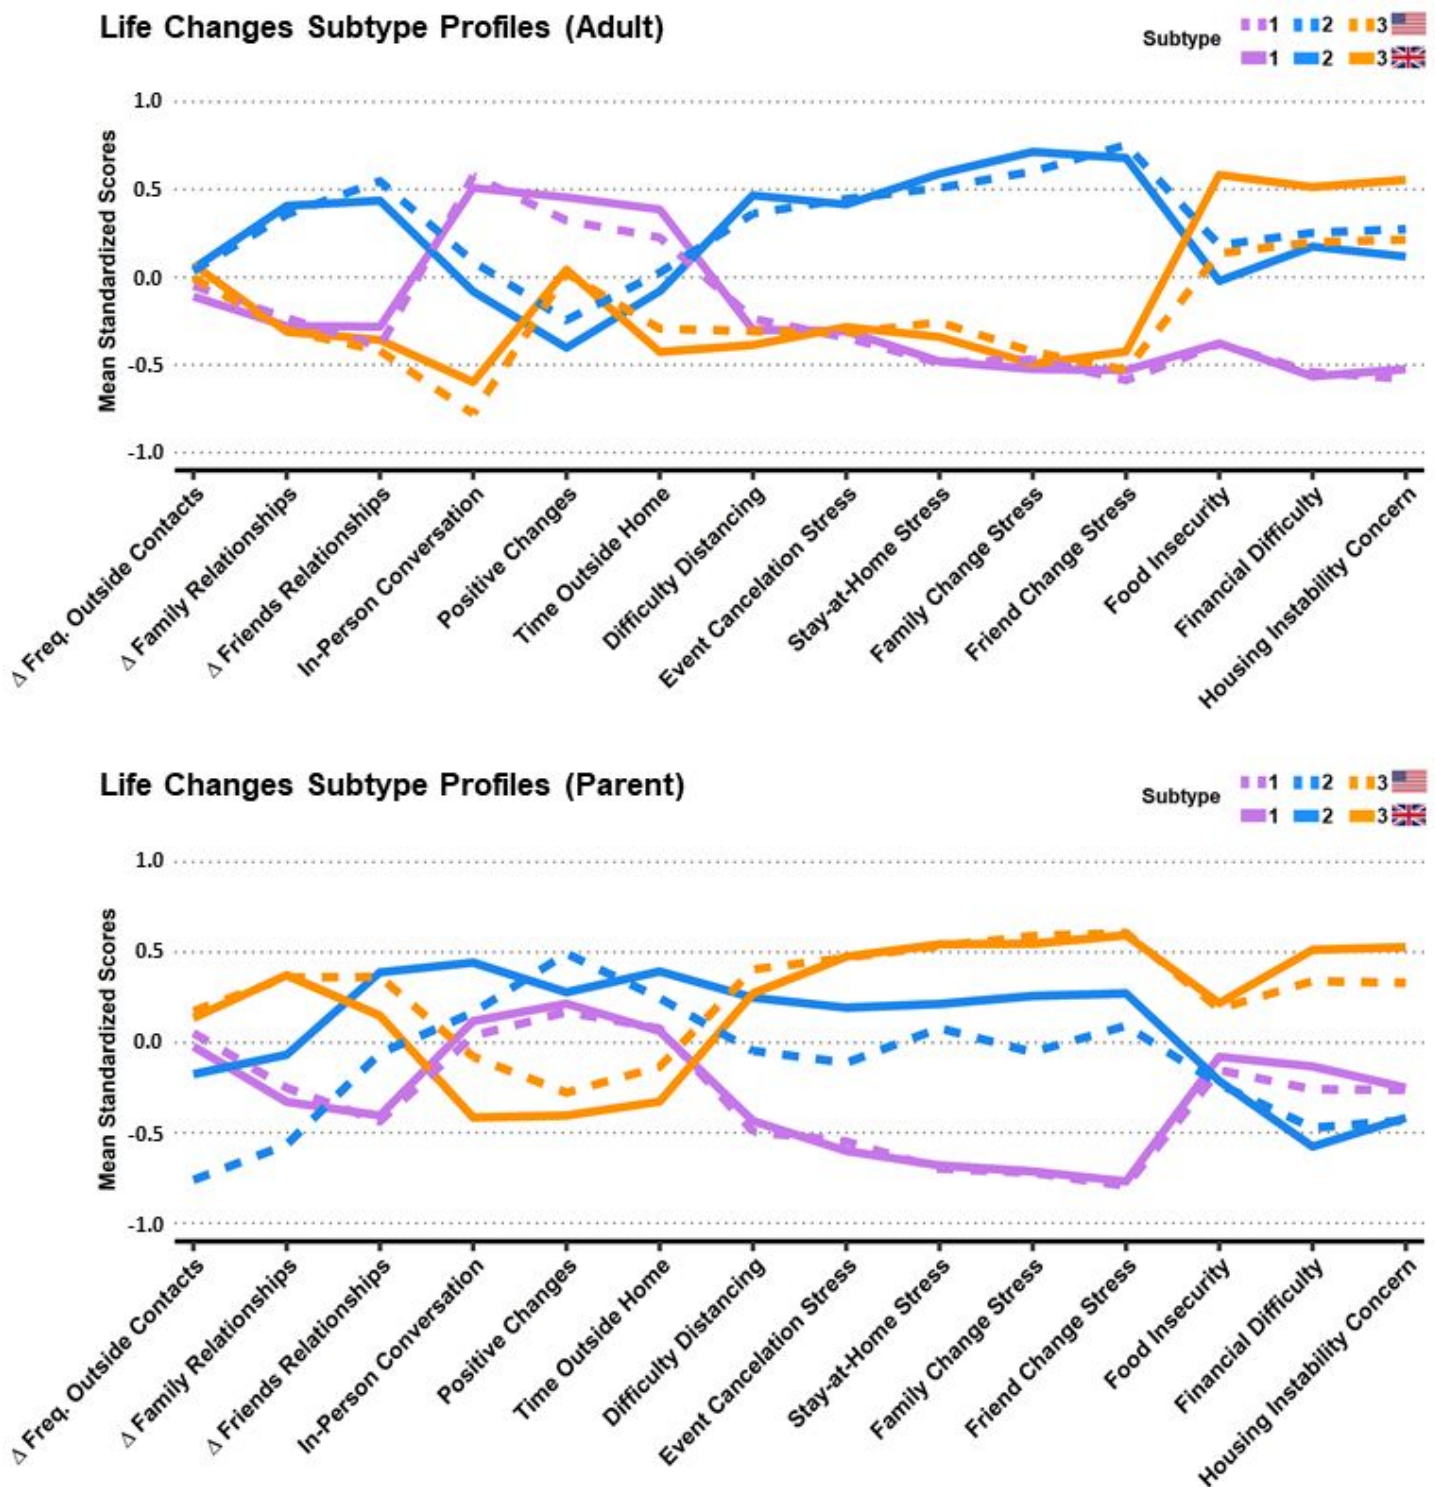 Life Changes Subtype Profiles (Adult)
Subtype
1 2 3
1 2 3
Mean Standardized Scores
1.0
0.5
0.0
-0.5
-1.0
Δ Freq. Outside Contacts
Δ Family Relationships
Δ Friends Relationships
In-Person Conversation
Positive Changes
Time Outside Home
Difficulty Distancing
Event Cancelation Stress
Stay-at-Home Stress
Family Change Stress
Friend Change Stress
Food Insecurity
Financial Difficulty
Housing Instability Concern
Life Changes Subtype Profiles (Parent)
Subtype
1 2 3
1 2 3
Mean Standardized Scores
1.0
0.5
0.0
-0.5
-1.0
Δ Freq. Outside Contacts
Δ Family Relationships
Δ Friends Relationships
In-Person Conversation
Positive Changes
Time Outside Home
Difficulty Distancing
Event Cancelation Stress
Stay-at-Home Stress
Family Change Stress
Friend Change Stress
Food Insecurity
Financial Difficulty
Housing Instability Concern